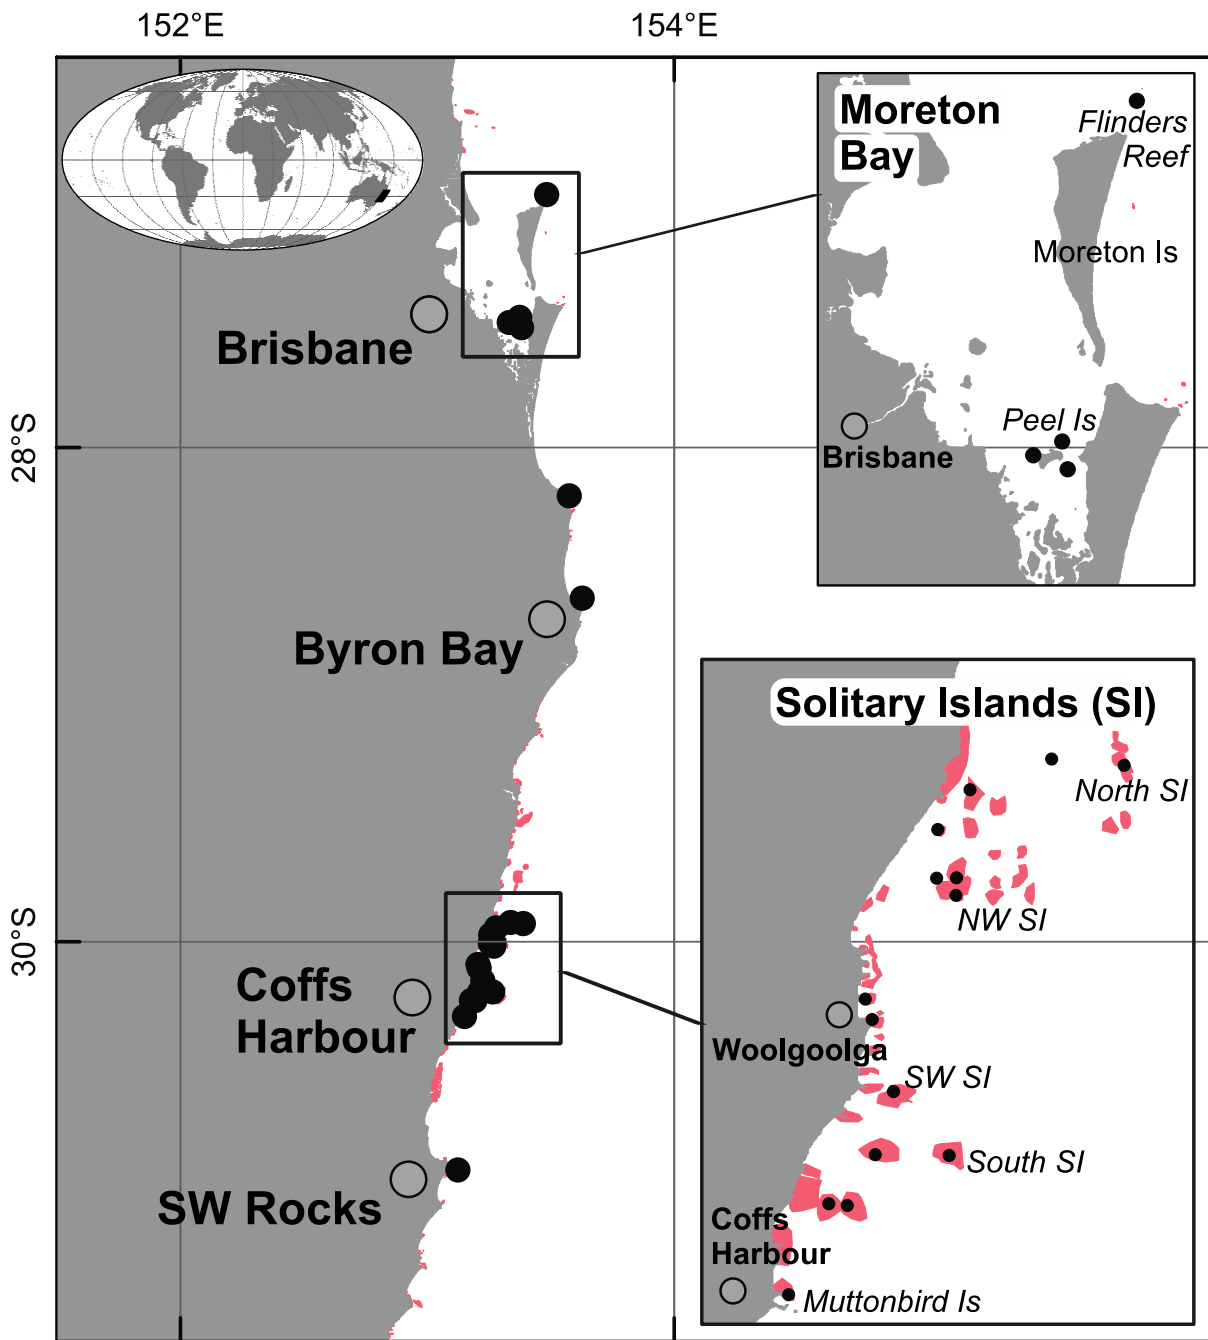 152°E
154°E
Moreton
Bay
Flinders
Reef
Moreton Is
Peel Is
Brisbane
Brisbane
28°S
Byron Bay
Solitary Islands (SI)
North SI
NW SI
30°S
Coffs
Harbour
Woolgoolga
SW SI
South SI
SW Rocks
Coffs
Harbour
Muttonbird Is